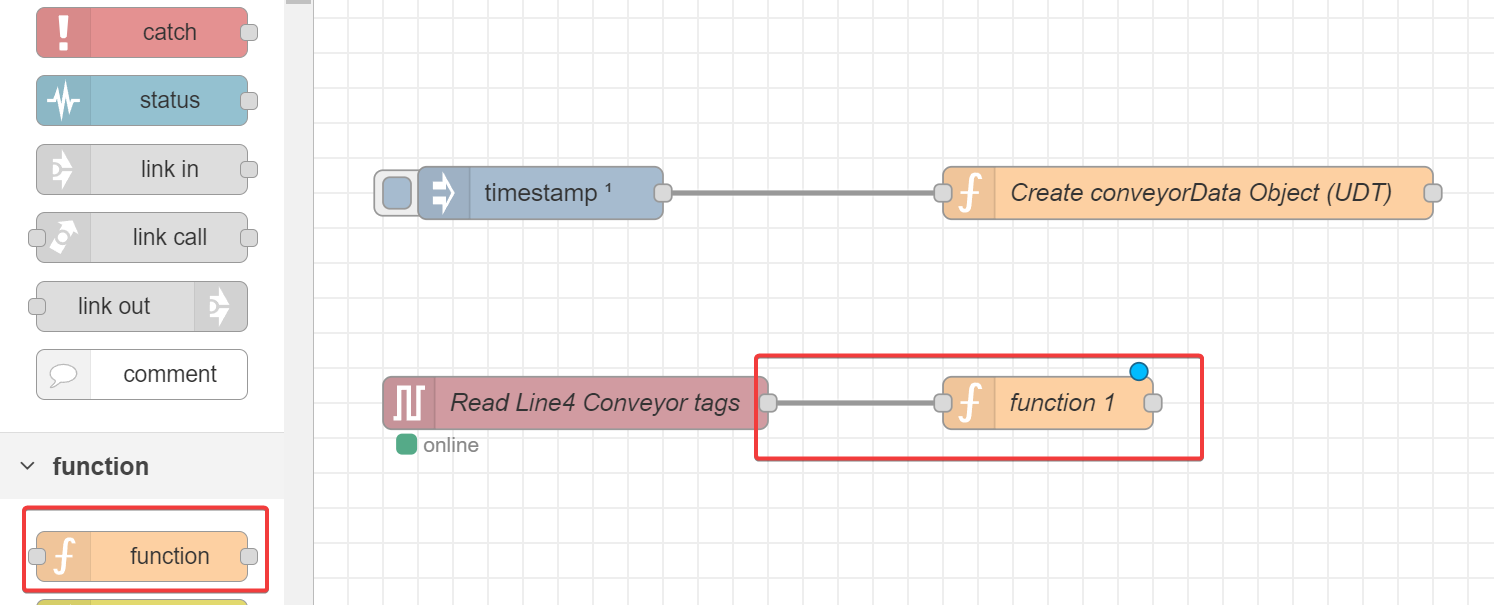 catch
status
link in
link call
link out
comment
function
function
timestamp ¹
Create conveyorData Object (UDT)
Read Line4 Conveyor tags
online
function 1